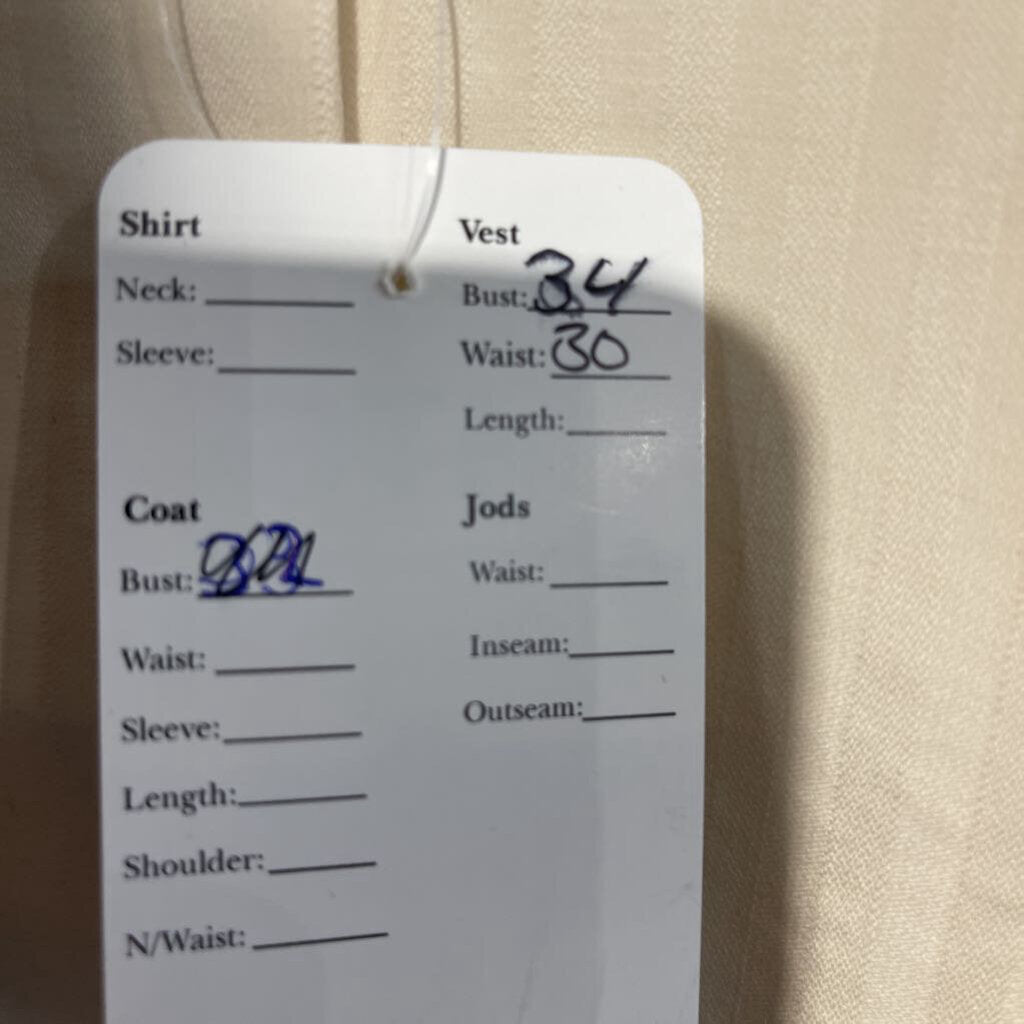 Shirt
Neck:
Sleeve:
Vest
Bust: 34
Waist: 30
Length:
Coat
Bust:
Waist:
Sleeve:
Length:
Shoulder:
N/Waist:
Jods
Waist:
Inseam:
Outseam: